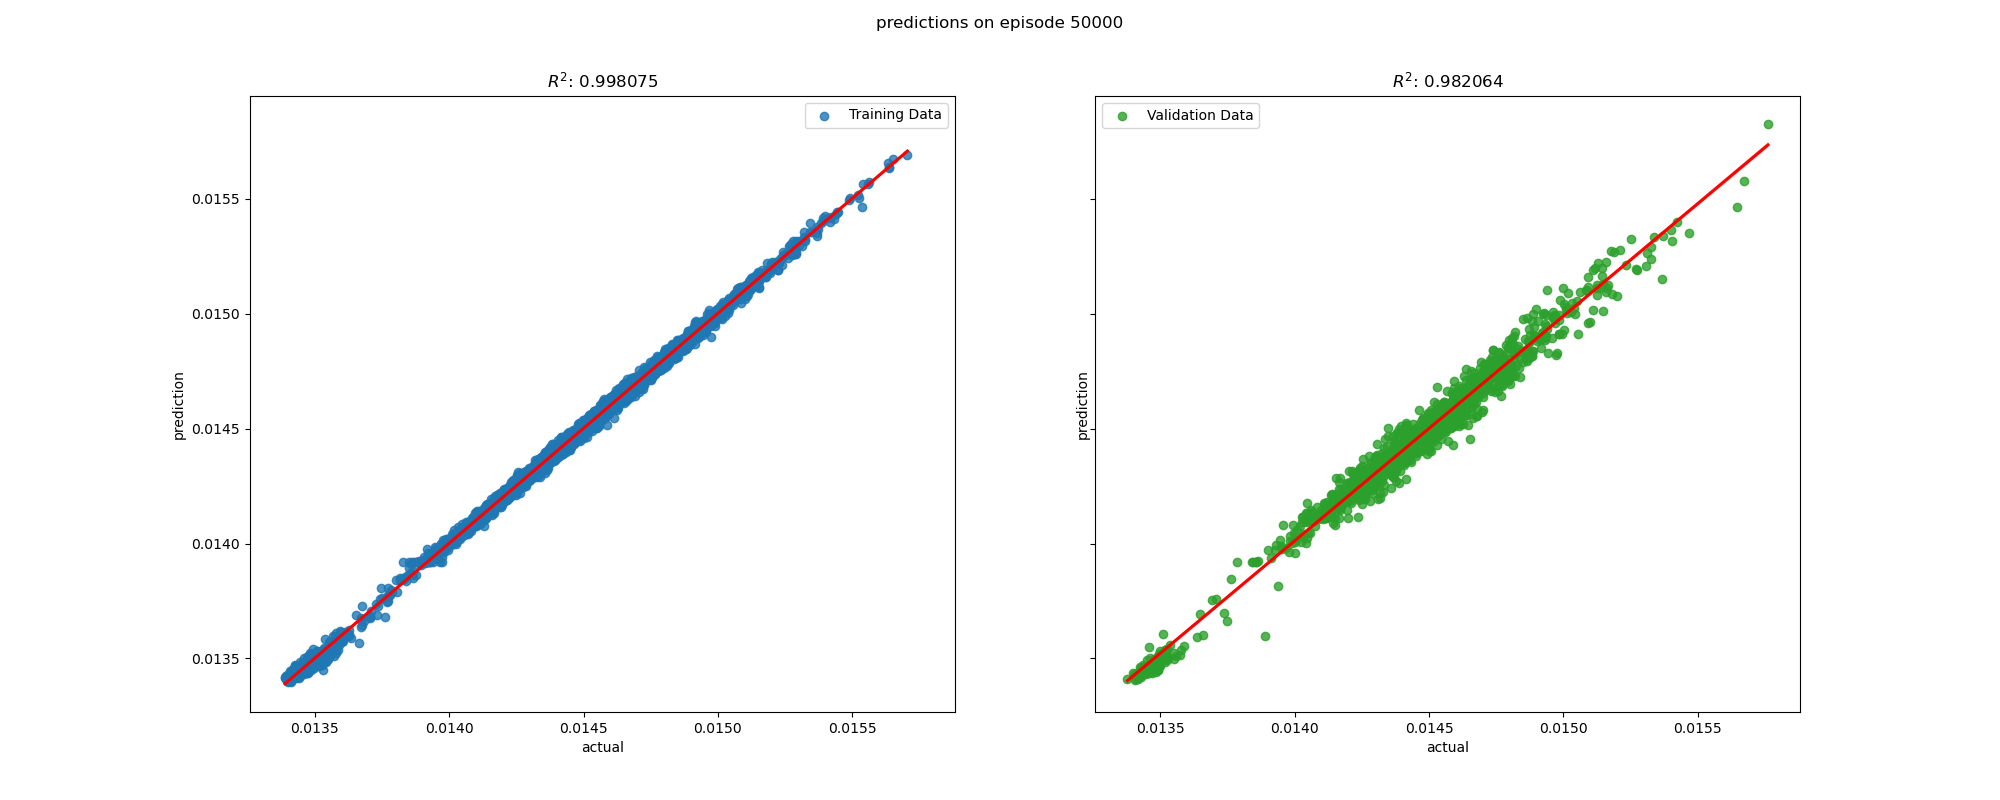 predictions on episode 50000
R²: 0.998075
Training Data
0.0155
0.0150
0.0145
0.0140
0.0135
prediction
0.0135 0.0140 0.0145 0.0150 0.0155
actual
R²: 0.982064
Validation Data
prediction
0.0135 0.0140 0.0145 0.0150 0.0155
actual